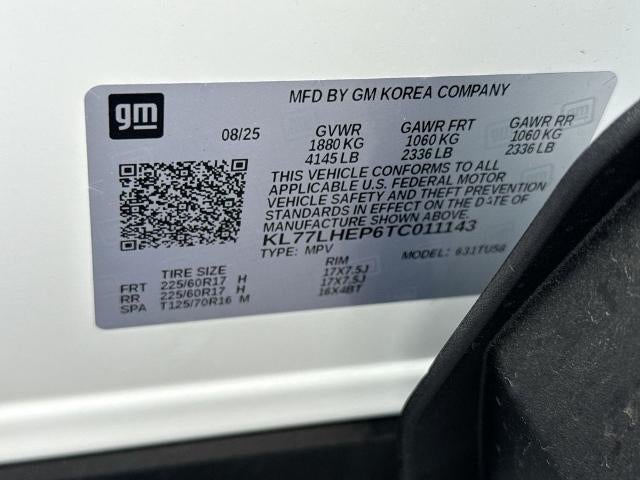 gm
MFD BY GM KOREA COMPANY
08/25 GVWR GAWR FRT GAWR RR
1880 KG 1060 KG 1060 KG
4145 LB 2336 LB 2336 LB
THIS VEHICLE CONFORMS TO ALL
APPLICABLE U.S. FEDERAL MOTOR
VEHICLE SAFETY AND THEFT PREVENTION
STANDARDS IN EFFECT ON THE DATE OF
MANUFACTURE SHOWN ABOVE.
KL77LHEP6TC011143
TYPE: MPV MODEL: 631TU58
TIRE SIZE RIM
FRT 225/60R17 H 17X7.5J
RR 225/60R17 H 17X7.5J
SPA T125/70R16 M 16X4BT